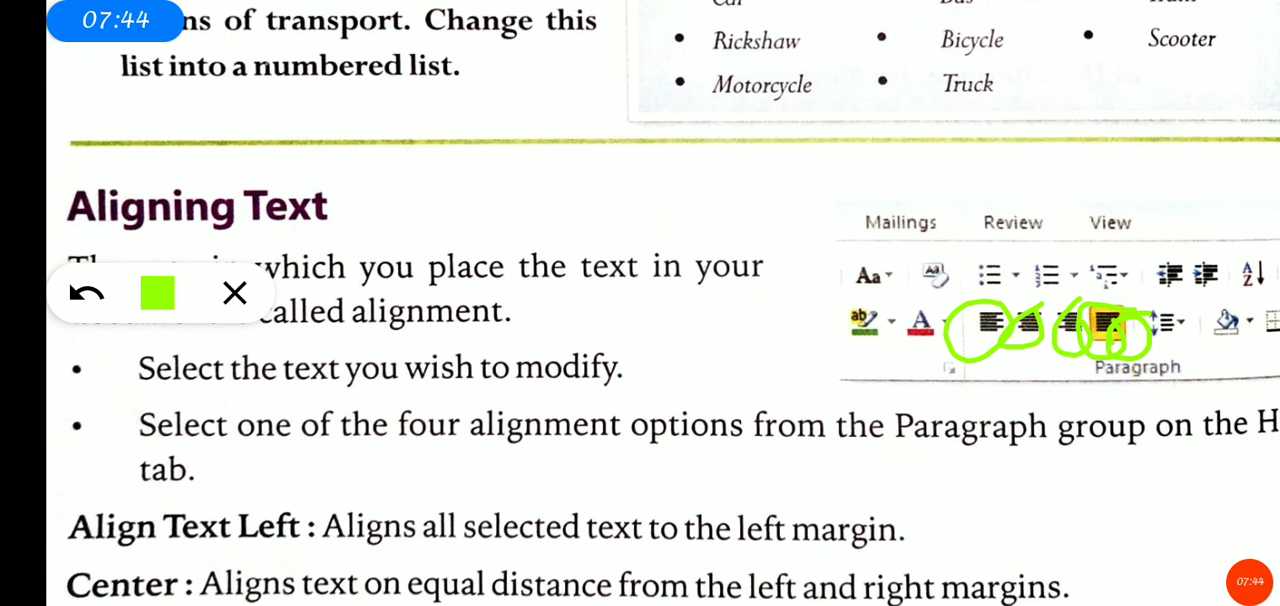 07:44
ns of transport. Change this
list into a numbered list.
Rickshaw
Bicycle
Scooter
Motorcycle
Truck
Aligning Text
Mailings Review View
which you place the text in your
called alignment.
Aa
A
Paragraph
• Select the text you wish to modify.
• Select one of the four alignment options from the Paragraph group on the H
tab.
Align Text Left : Aligns all selected text to the left margin.
Center : Aligns text on equal distance from the left and right margins.
07:44